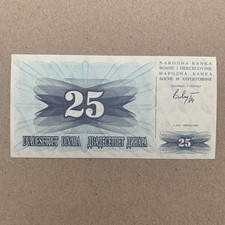 NARODNA BANKA
BOSNE I HERCEGOVINE
НАРОДНА БАНКА
БОСНЕ И ХЕРЦЕГОВИНЕ
25
DVADESETPET DINARA ДВАДЕСЕТПЕТ ДИНАРА
25